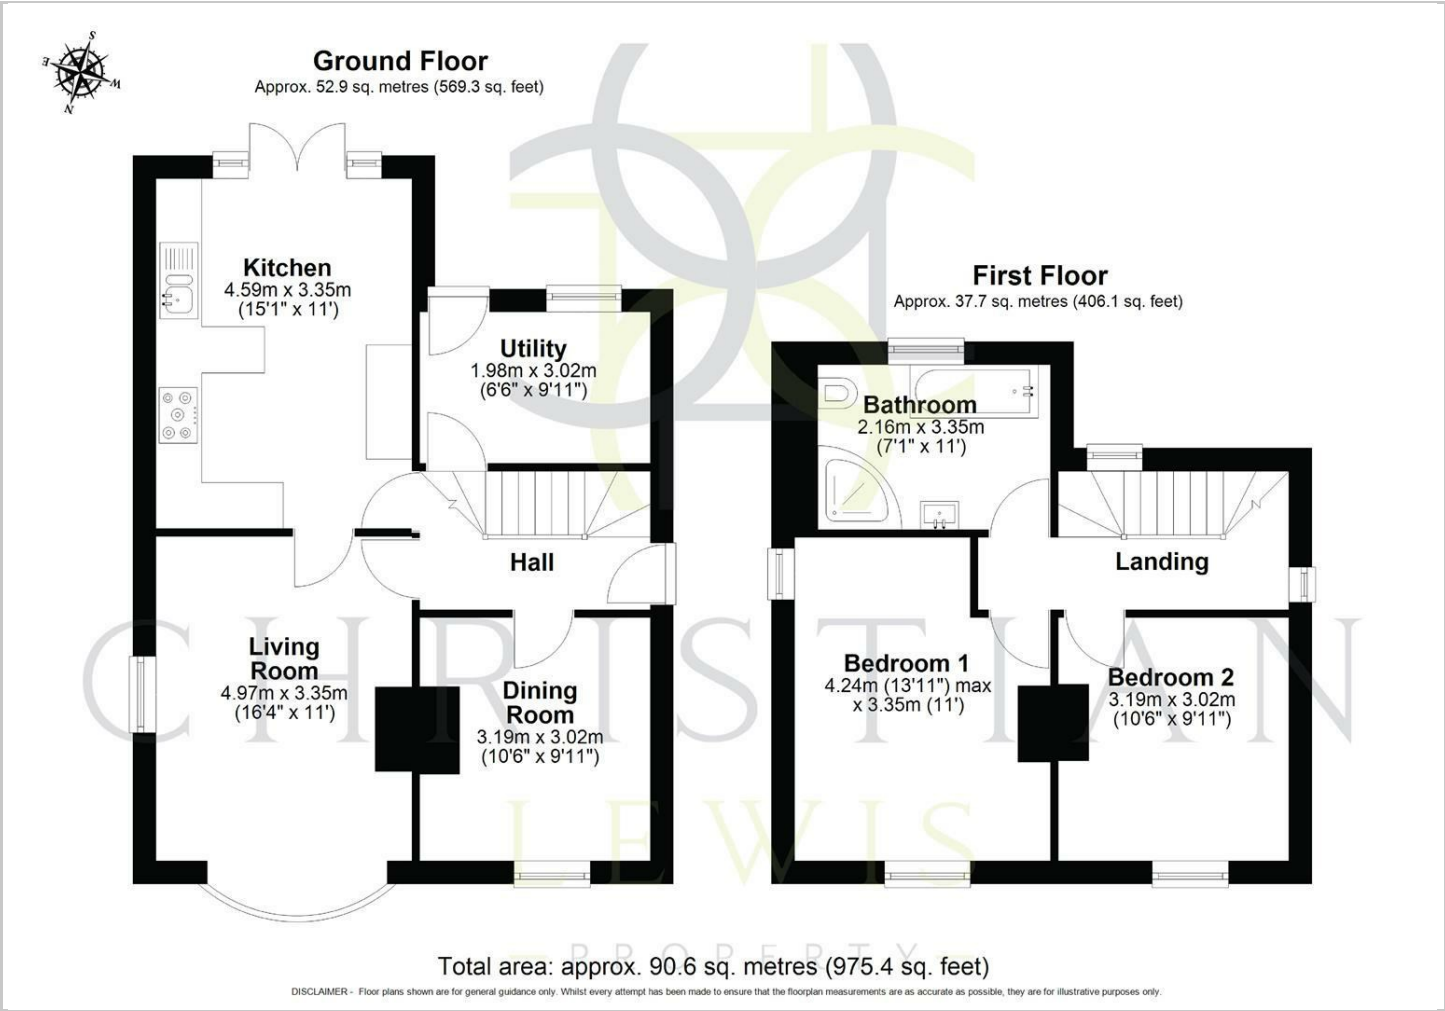 S
E
W
N
Ground Floor
Approx. 52.9 sq. metres (569.3 sq. feet)
Kitchen
4.59m x 3.35m
(15'1" x 11')
Utility
1.98m x 3.02m
(6'6" x 9'11")
Hall
Living
Room
4.97m x 3.35m
(16'4" x 11')
Dining
Room
3.19m x 3.02m
(10'6" x 9'11")
First Floor
Approx. 37.7 sq. metres (406.1 sq. feet)
Bathroom
2.16m x 3.35m
(7'1" x 11')
Landing
Bedroom 1
4.24m (13'11") max
x 3.35m (11')
Bedroom 2
3.19m x 3.02m
(10'6" x 9'11")
CHRISTIAN
LEWIS
PROPERTY
Total area: approx. 90.6 sq. metres (975.4 sq. feet)
DISCLAIMER - Floor plans shown are for general guidance only. Whilst every attempt has been made to ensure that the floorplan measurements are as accurate as possible, they are for illustrative purposes only.